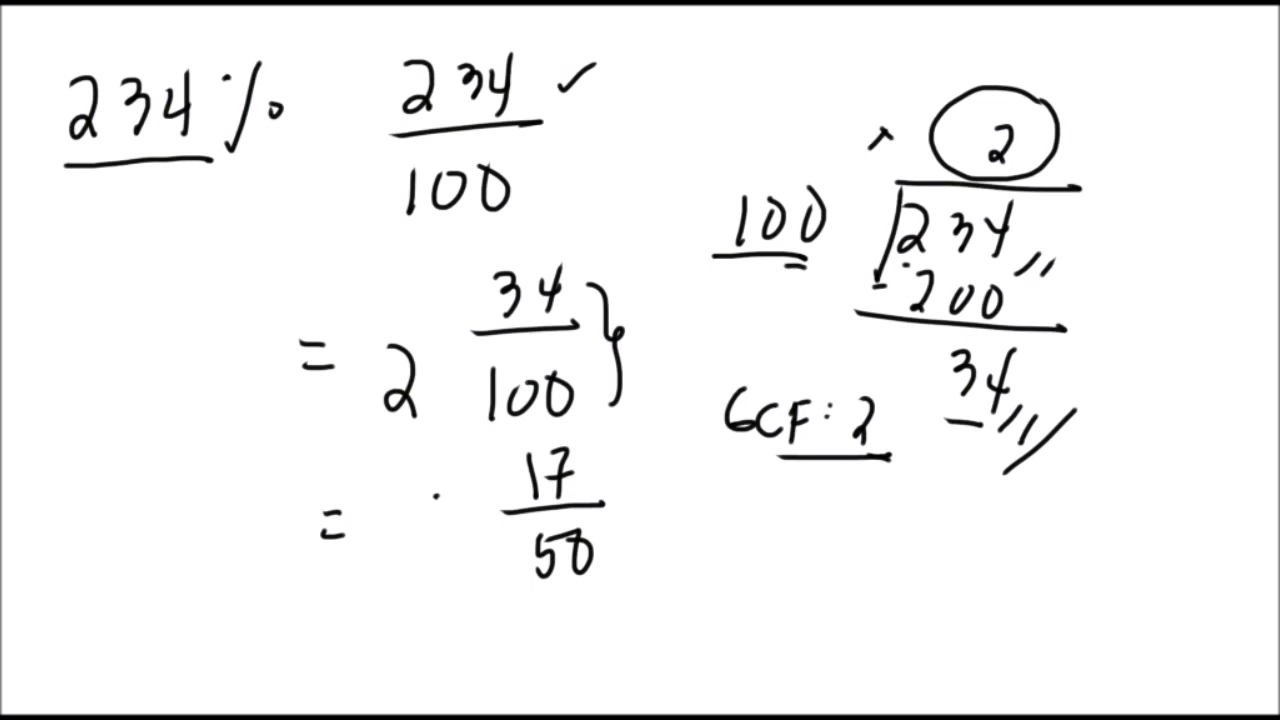 234% 234 ✓
100
= 2 34
100
= 17
50
× 2
100 234
- 200
34
GCF: 2